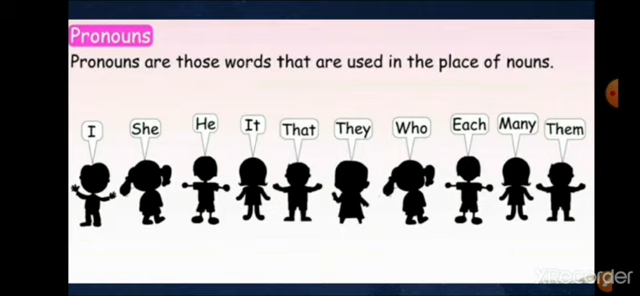 Pronouns
Pronouns are those words that are used in the place of nouns.
I She He It That They Who Each Many Them
XRecorder